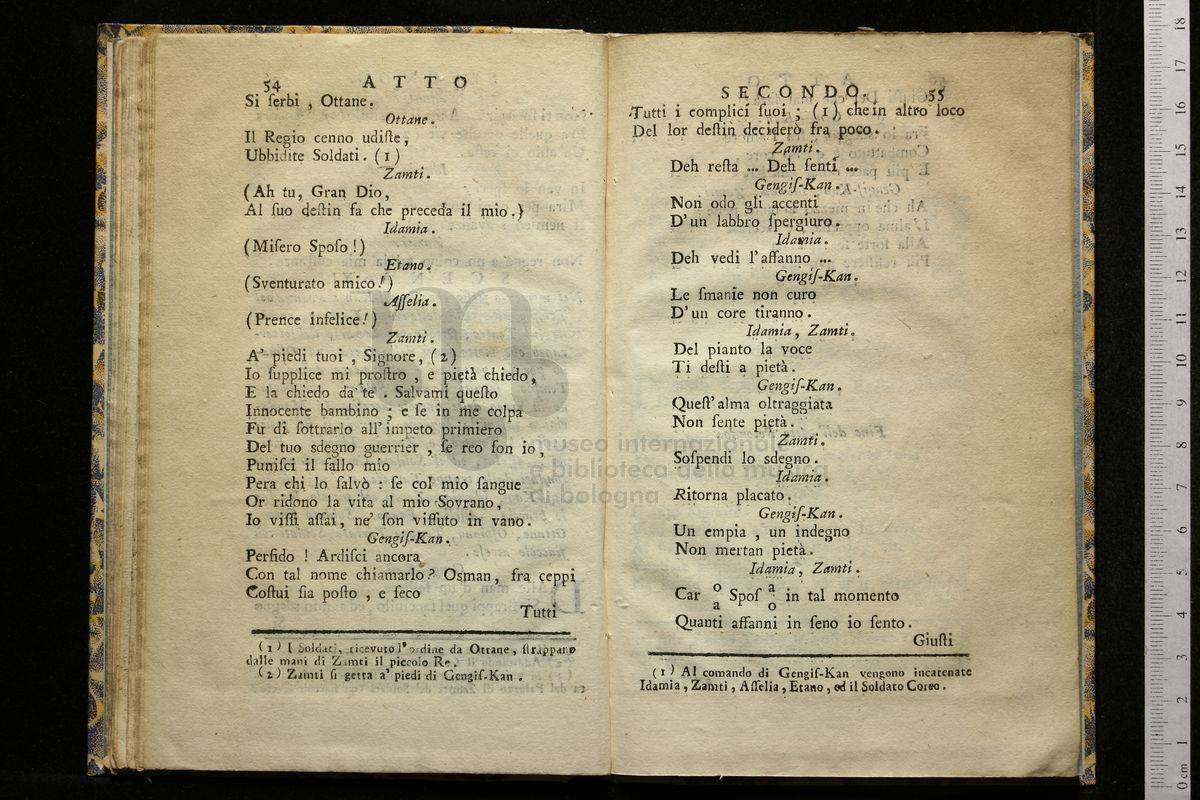 54 ATTO
Si ſerbi , Ottane.
Ottane.
Il Regio cenno udiſte,
Ubbidite Soldati. (1)
Zamti.
(Ah tu, Gran Dio,
Al ſuo deſtin fa che preceda il mio.)
Idamia.
(Miſero Spoſo!)
Etano.
(Sventurato amico!)
Aſſelia.
(Prence infelice!)
Zamti.
A' piedi tuoi , Signore, (2)
Io ſupplice mi proſtro , e pietà chiedo,
E la chiedo da te . Salvami queſto
Innocente bambino ; e ſe in me colpa
Fu di ſottrarlo all' impeto primiero
Del tuo sdegno guerrier , ſe reo ſon io,
Puniſci il fallo mio
Pera chi lo ſalvò : ſe col mio ſangue
Or ridono la vita al mio Sovrano,
Io viſſi aſſai, ne' ſon viſſuto in vano.
Gengiſ-Kan.
Perfido ! Ardiſci ancora
Con tal nome chiamarlo? Osman, fra ceppi
Coſtui ſia poſto , e ſeco
Tutti
(1) I Soldati, ricevuto l'ordine da Ottane, ſtrappano
dalle mani di Zamti il piccolo Re.
(2) Zamti ſi getta a' piedi di Gengiſ-Kan .
SECONDO. 55
Tutti i complici ſuoi ; (1) che in altro loco
Del lor deſtin deciderò fra poco.
Zamti.
Deh reſta ... Deh ſenti ...
Gengiſ-Kan.
Non odo gli accenti
D'un labbro ſpergiuro.
Idamia.
Deh vedi l'affanno ...
Gengiſ-Kan.
Le ſmanie non curo
D'un core tiranno.
Idamia, Zamti.
Del pianto la voce
Ti deſti a pietà.
Gengiſ-Kan.
Queſt' alma oltraggiata
Non ſente pietà.
Zamti.
Soſpendi lo sdegno.
Idamia.
Ritorna placato.
Gengiſ-Kan.
Un empia , un indegno
Non mertan pietà.
Idamia, Zamti.
Car o/a Spoſ a/o in tal momento
Quanti affanni in ſeno io ſento.
Giuſti
(1) Al comando di Gengiſ-Kan vengono incatenate
Idamia, Zamti, Aſſelia, Etano, ed il Soldato Coreo.
museo internazionale
e biblioteca della musica
di bologna